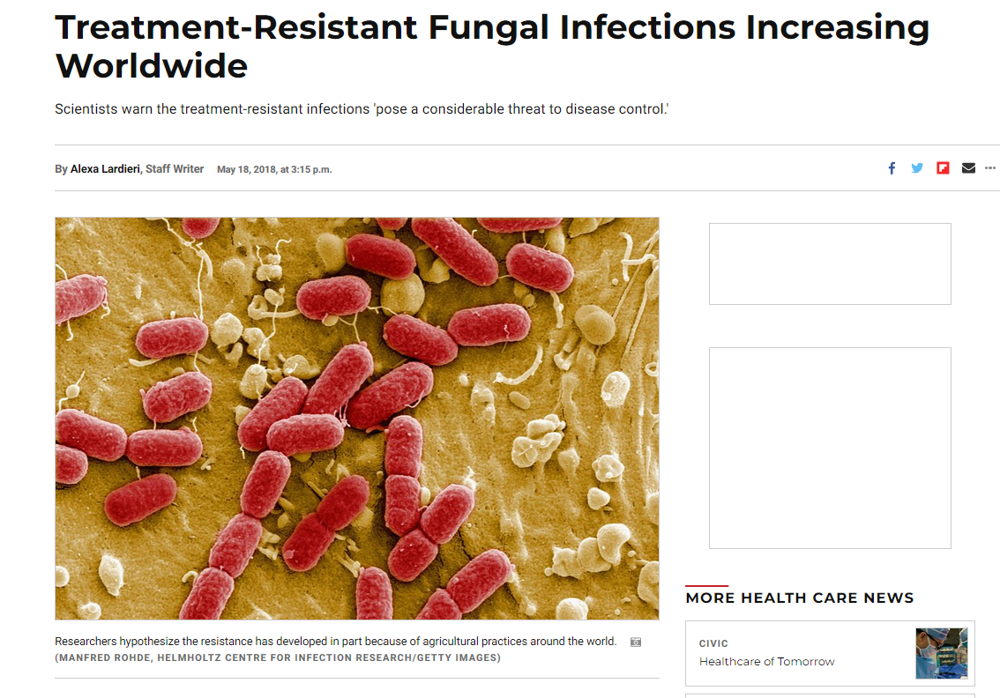 Treatment-Resistant Fungal Infections Increasing
Worldwide
Scientists warn the treatment-resistant infections 'pose a considerable threat to disease control.'
By Alexa Lardieri, Staff Writer May 18, 2018, at 3:15 p.m.
Researchers hypothesize the resistance has developed in part because of agricultural practices around the world.
(MANFRED ROHDE, HELMHOLTZ CENTRE FOR INFECTION RESEARCH/GETTY IMAGES)
MORE HEALTH CARE NEWS
CIVIC
Healthcare of Tomorrow